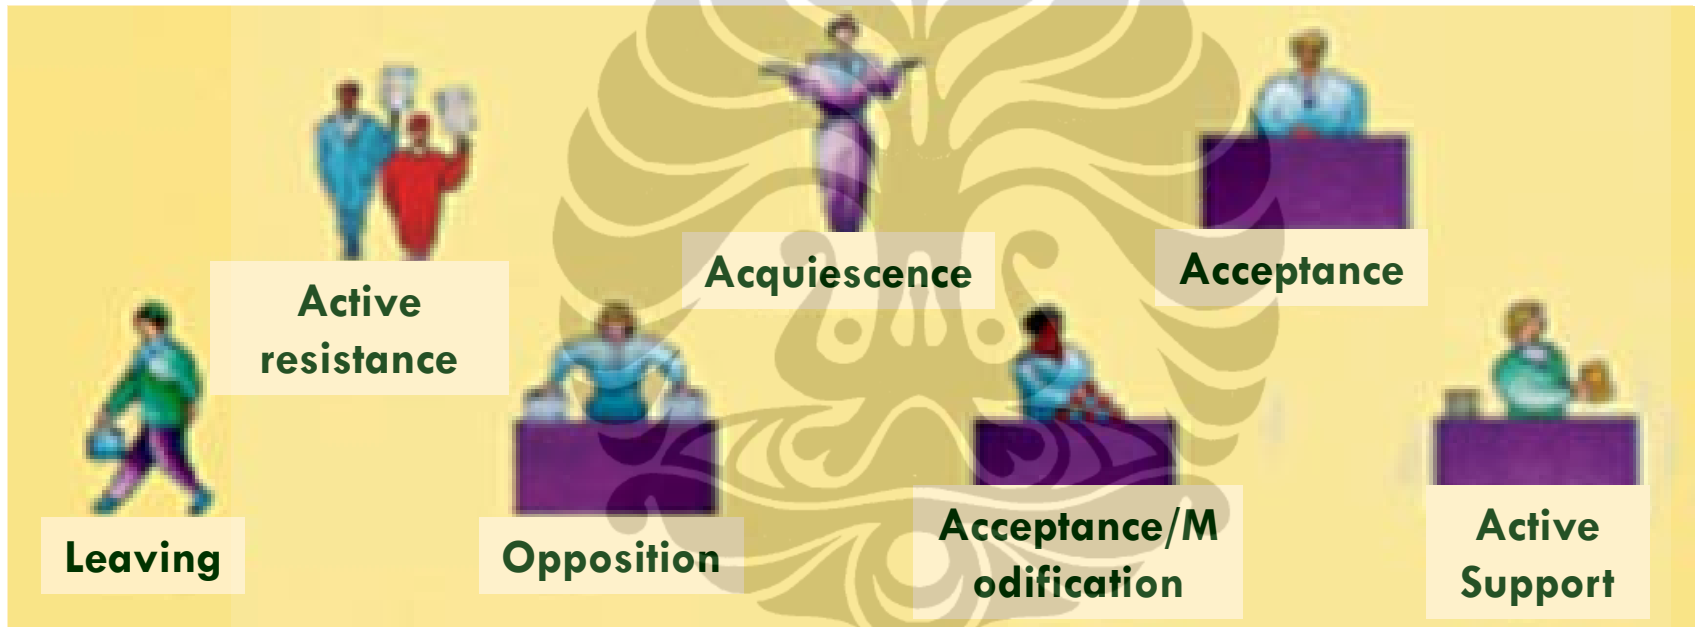 Active
resistance
Acquiescence
Acceptance
Leaving
Opposition
Acceptance/M
odification
Active
Support